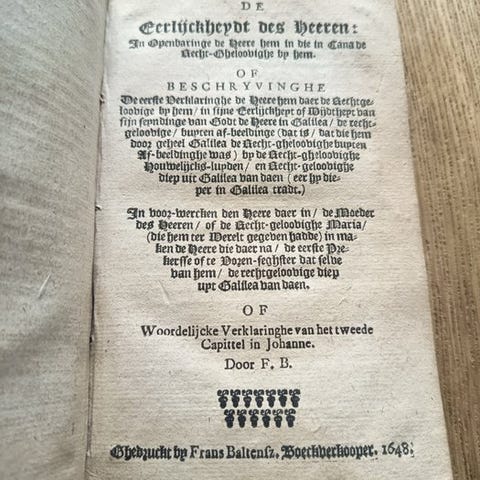 DE
Eerlijckheydt des Heeren:
In Openbaringe de Heere hem in die in Cana de
Recht-Gheloovighe by hem.
OF
BESCHRYVINGHE
De eerste Verklaringhe de Heere hem daer de Rechtge-
loovige by hem / in sijne Eerlijckheyt of Wijdtheyt van
sijn seyndinge van Godt de Heere in Galilea / de recht-
geloovige / buyten af-beeldinge (dat is / dat die hem
door geheel Galilea de Recht-gheloovighe buyten
Af-beeldinghe was) by de Recht-gheloovighe
Houwelijcks-luyden / en Recht-geloovighe
diep uit Galilea van daen (eer hy die-
per in Galilea tradt.)
In voor-wercken den Heere daer in / de Moeder
des Heeren / of de Recht-geloovighe Maria /
(die hem ter Werelt gegeven hadde) in ma-
ken de Heere die daer na / de eerste
kersse of te Voren-seghster dat selve
van hem / de rechtgeloovige diep
uyt Galilea van daen.
OF
Woordelijcke Verklaringhe van het tweede
Capittel in Johanne.
Door F. B.
Ghedruckt by Frans Baltensz. Boeckverkooper. 1648.